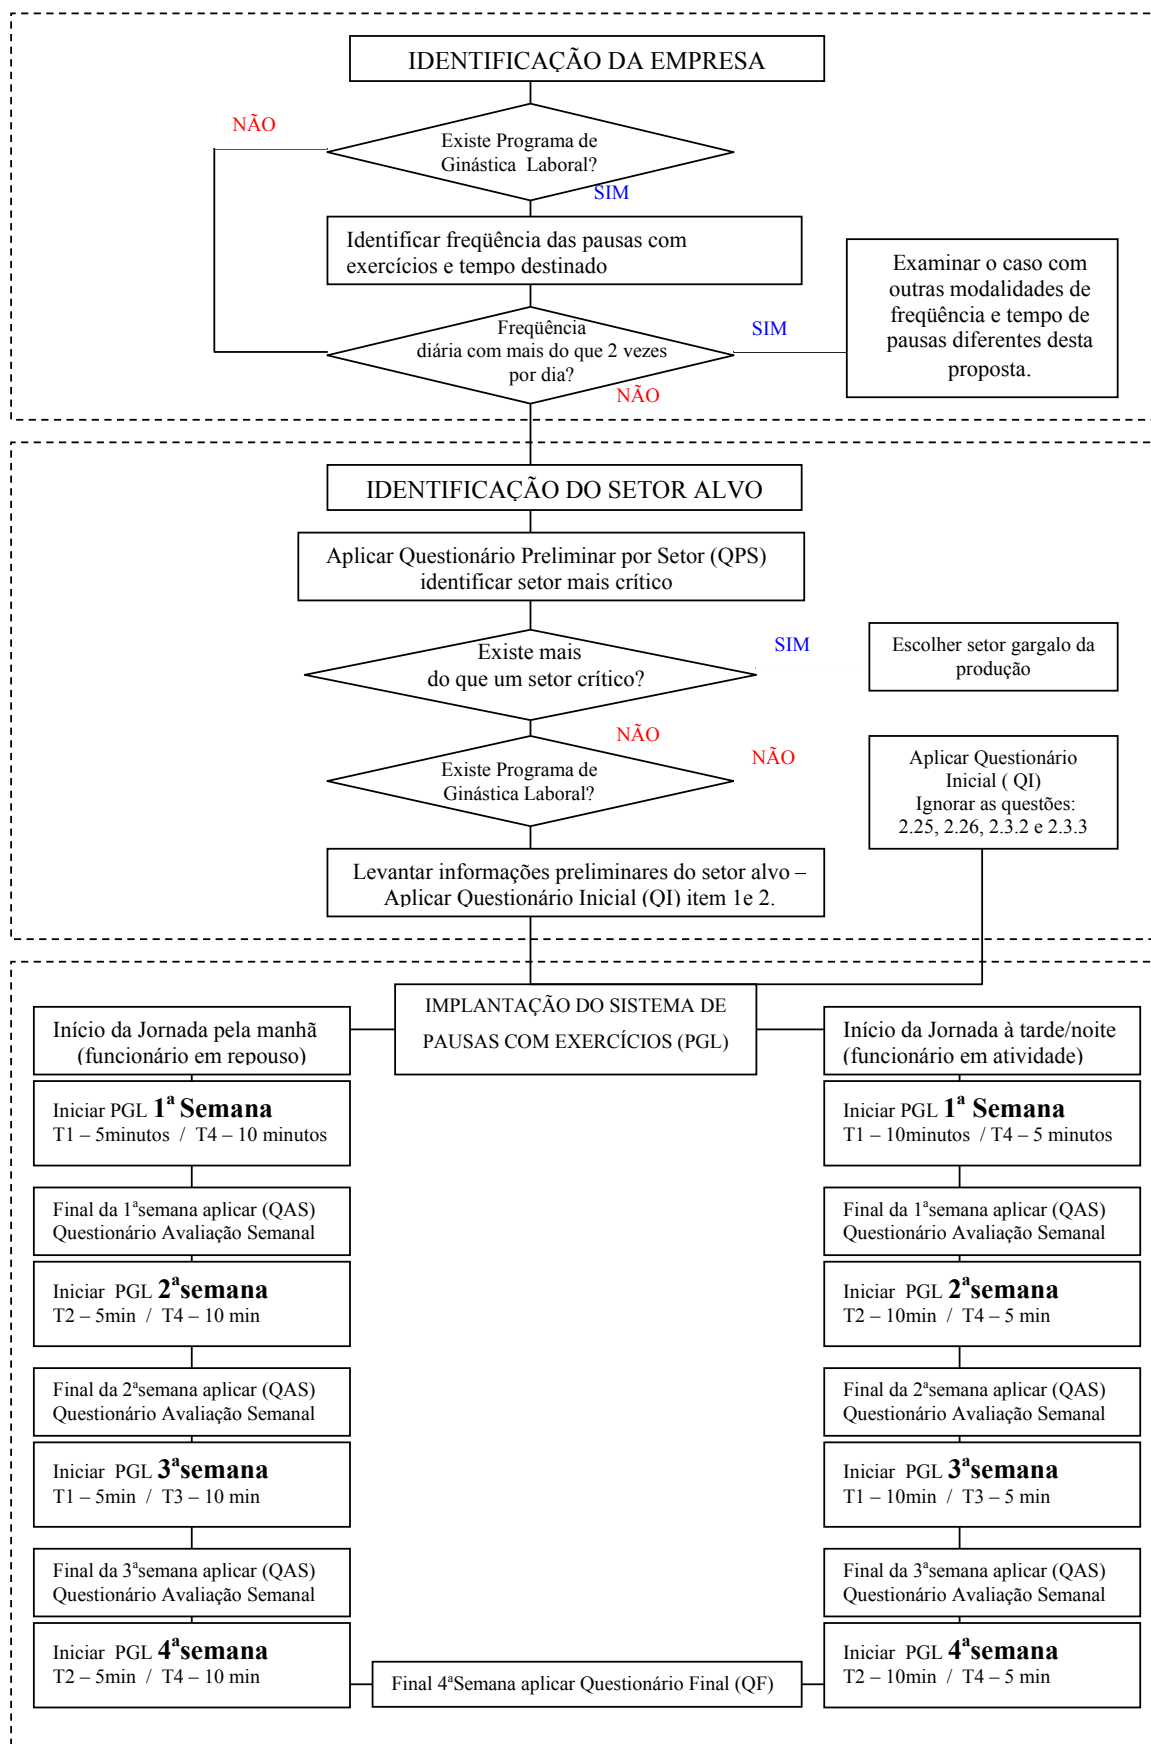 IDENTIFICAÇÃO DA EMPRESA
NÃO
Existe Programa de
Ginástica Laboral?
SIM
Identificar freqüência das pausas com
exercícios e tempo destinado
Freqüência
diária com mais do que 2 vezes
por dia?
SIM
NÃO
Examinar o caso com
outras modalidades de
freqüência e tempo de
pausas diferentes desta
proposta.
IDENTIFICAÇÃO DO SETOR ALVO
Aplicar Questionário Preliminar por Setor (QPS)
identificar setor mais crítico
Existe mais
do que um setor crítico?
SIM
Escolher setor gargalo da
produção
NÃO
Existe Programa de
Ginástica Laboral?
NÃO
Aplicar Questionário
Inicial ( QI)
Ignorar as questões:
2.25, 2.26, 2.3.2 e 2.3.3
Levantar informações preliminares do setor alvo –
Aplicar Questionário Inicial (QI) item 1e 2.
IMPLANTAÇÃO DO SISTEMA DE
PAUSAS COM EXERCÍCIOS (PGL)
Início da Jornada pela manhã
(funcionário em repouso)
Iniciar PGL 1ª Semana
T1 – 5minutos / T4 – 10 minutos
Final da 1ªsemana aplicar (QAS)
Questionário Avaliação Semanal
Iniciar PGL 2ªsemana
T2 – 5min / T4 – 10 min
Final da 2ªsemana aplicar (QAS)
Questionário Avaliação Semanal
Iniciar PGL 3ªsemana
T1 – 5min / T3 – 10 min
Final da 3ªsemana aplicar (QAS)
Questionário Avaliação Semanal
Iniciar PGL 4ªsemana
T2 – 5min / T4 – 10 min
Início da Jornada à tarde/noite
(funcionário em atividade)
Iniciar PGL 1ª Semana
T1 – 10minutos / T4 – 5 minutos
Final da 1ªsemana aplicar (QAS)
Questionário Avaliação Semanal
Iniciar PGL 2ªsemana
T2 – 10min / T4 – 5 min
Final da 2ªsemana aplicar (QAS)
Questionário Avaliação Semanal
Iniciar PGL 3ªsemana
T1 – 10min / T3 – 5 min
Final da 3ªsemana aplicar (QAS)
Questionário Avaliação Semanal
Iniciar PGL 4ªsemana
T2 – 10min / T4 – 5 min
Final 4ªSemana aplicar Questionário Final (QF)